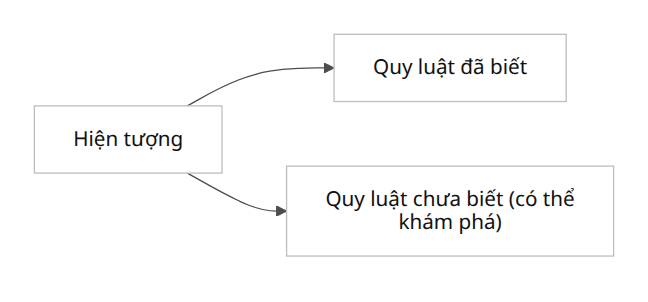 Quy luật đã biết
Hiện tượng
Quy luật chưa biết (có thể
khám phá)